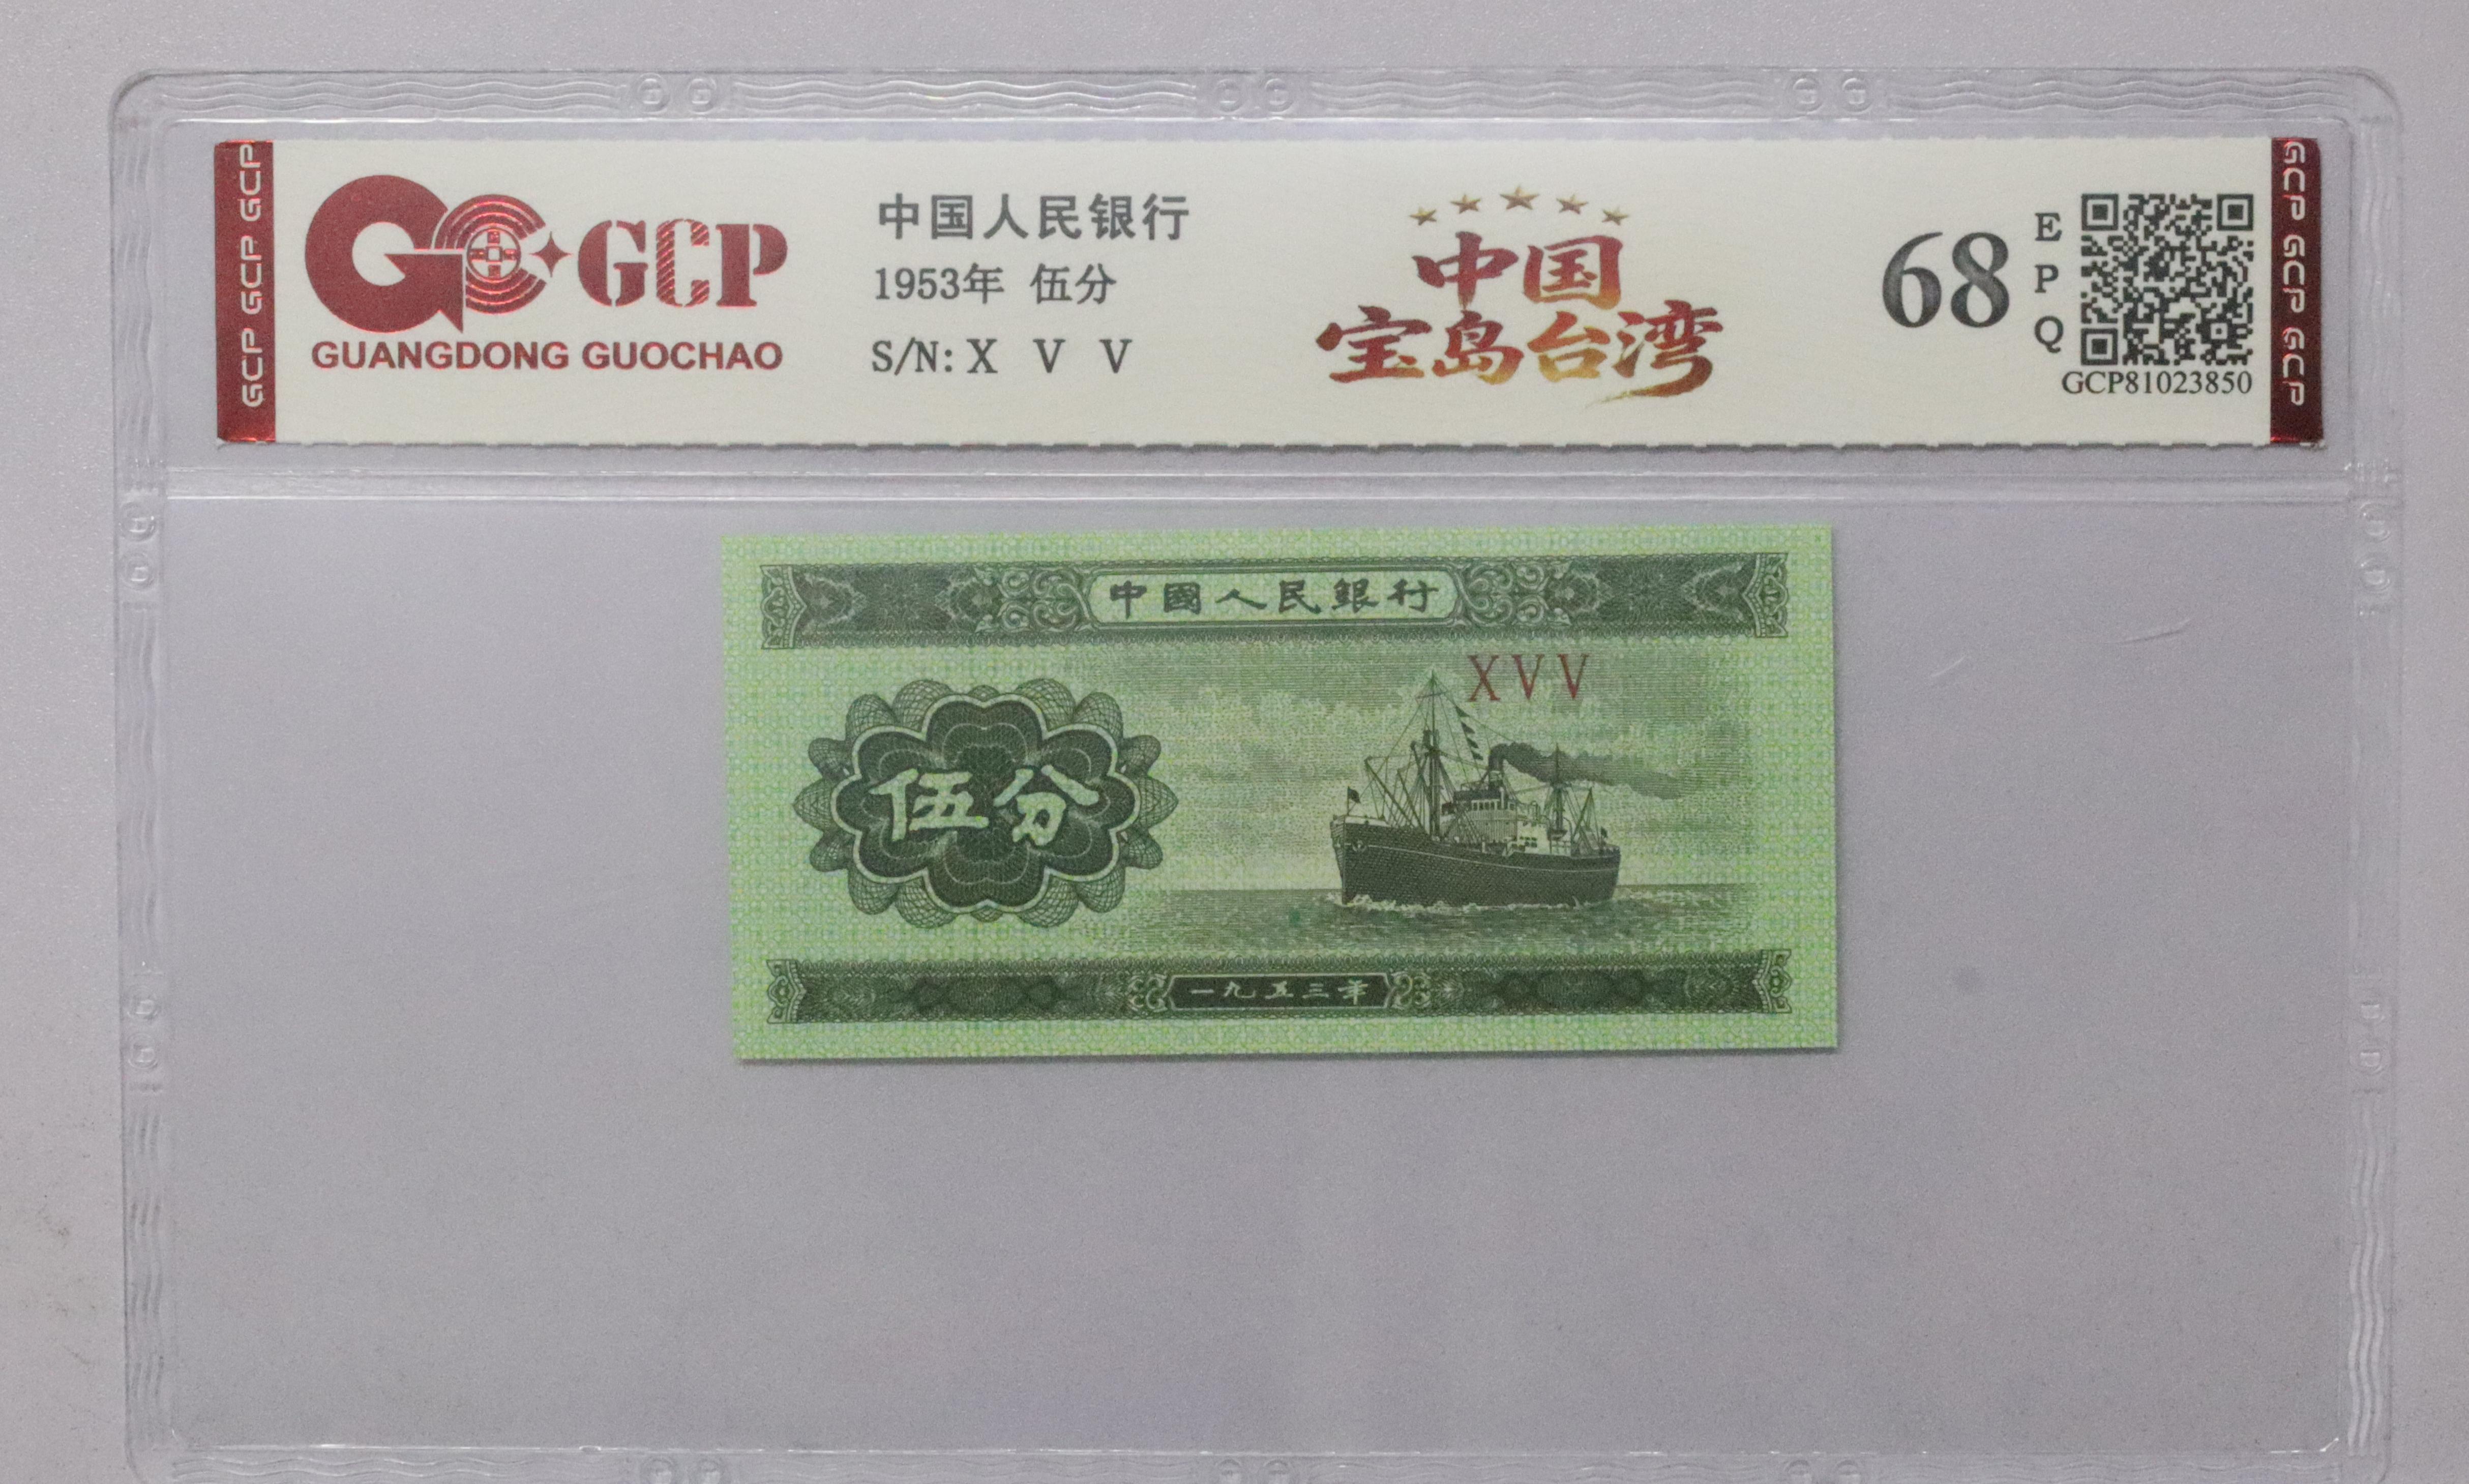 GCP GCP GCP
GCP
GUANGDONG GUOCHAO
中国人民银行
1953年 伍分
S/N: X V V
中国
宝岛台湾
68
E
P
Q
GCP81023850
GCP GCP GCP
中國人民銀行
XVV
伍分
一九五三年